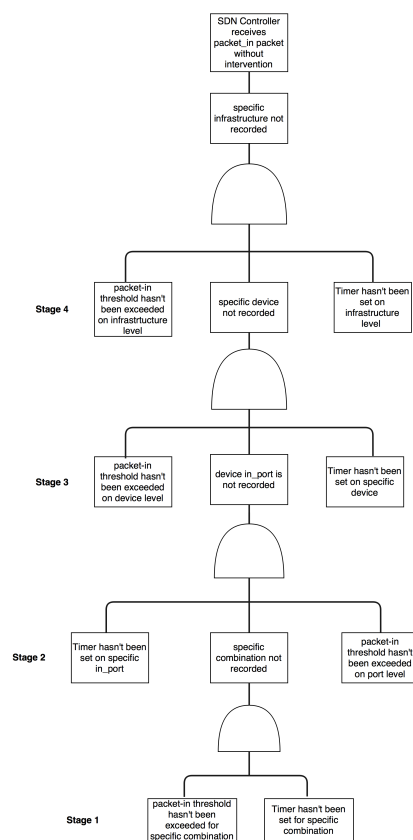 SDN Controller
receives
packet_in packet
without
intervention
specific
infrastructure not
recorded
Stage 4
packet-in
threshold hasn't
been exceeded
on infrastrtucture
level
specific device
not recorded
Timer hasn't been
set on
infrastructure
level
Stage 3
packet-in
threshold hasn't
been exceeded
on device level
device in_port is
not recorded
Timer hasn't been
set on specific
device
Stage 2
Timer hasn't been
set on specific
in_port
specific
combination not
recorded
packet-in
threshold hasn't
been exceeded
on port level
Stage 1
packet-in threshold
hasn't been
exceeded for
specific combination
Timer hasn't been
set for specific
combination